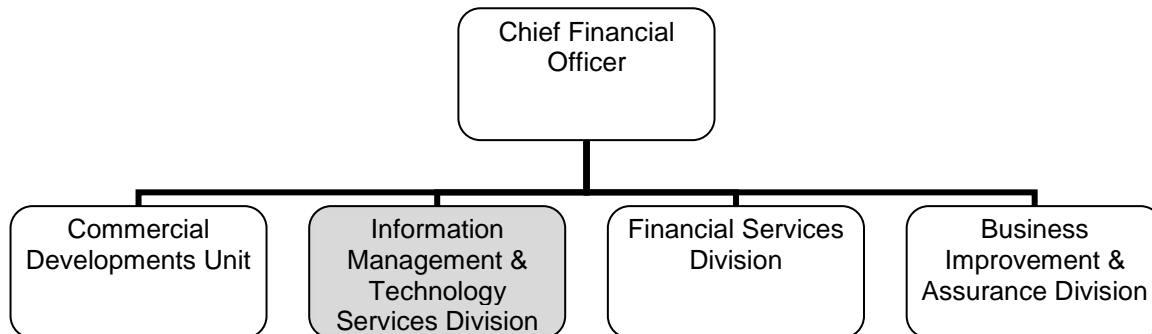 Chief Financial
Officer
Commercial
Developments Unit
Information
Management &
Technology
Services Division
Financial Services
Division
Business
Improvement &
Assurance Division